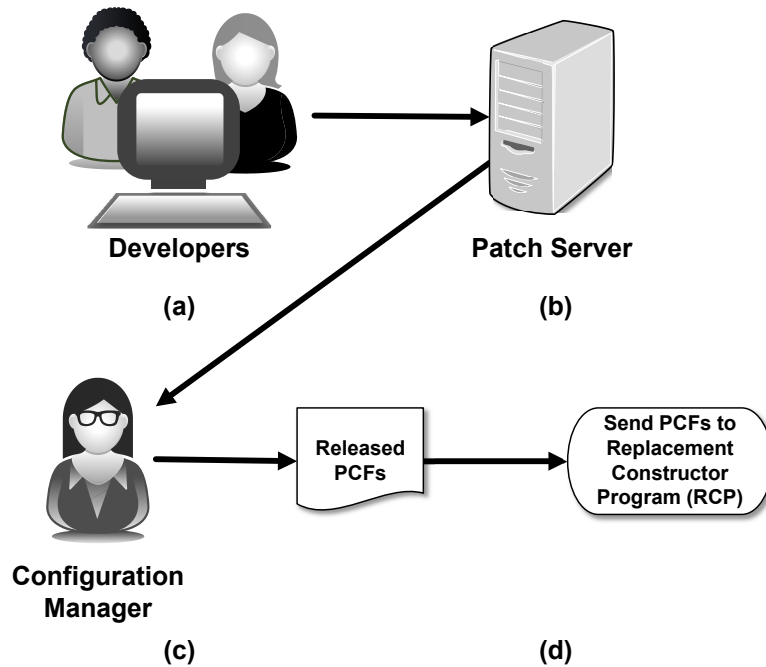 Developers
Patch Server
(a)
(b)
Released
PCFs
Send PCFs to
Replacement
Constructor
Program (RCP)
Configuration
Manager
(c)
(d)